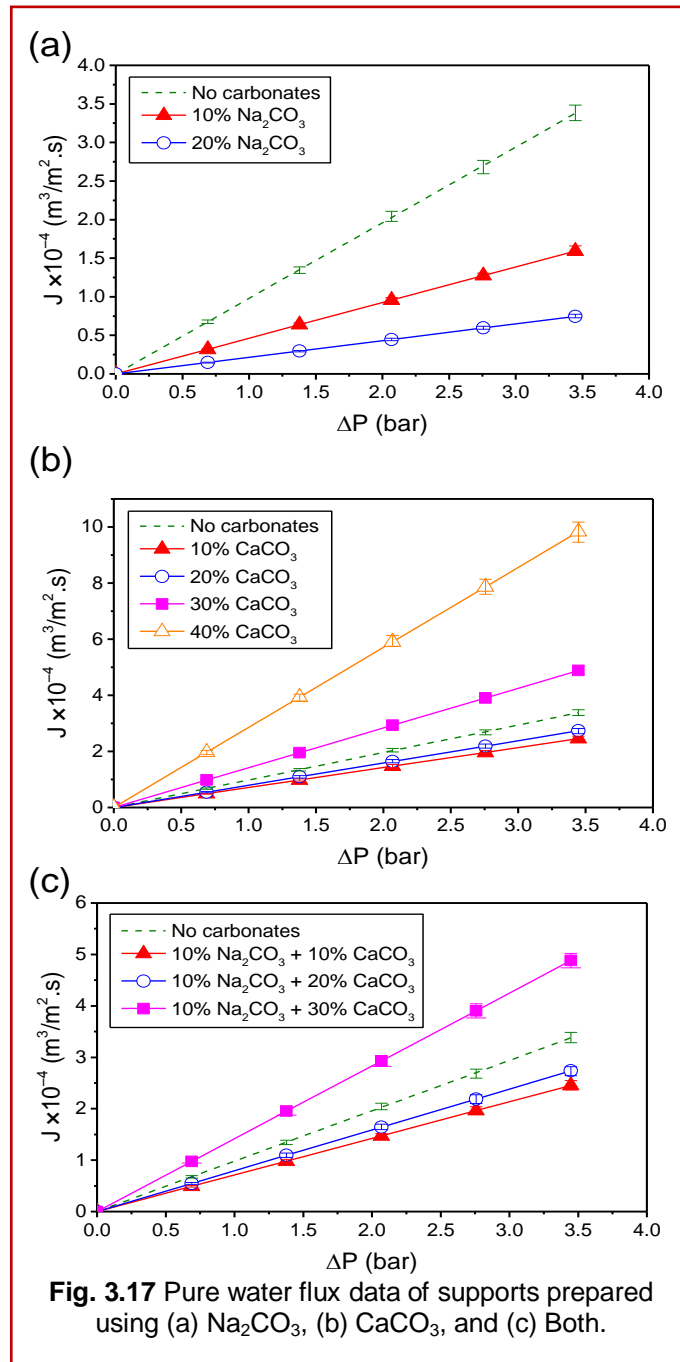 (a)
4.0
3.5
3.0
2.5
2.0
1.5
1.0
0.5
0.0
J ×10⁻⁴ (m³/m².s)
No carbonates
10% Na₂CO₃
20% Na₂CO₃
0.0 0.5 1.0 1.5 2.0 2.5 3.0 3.5 4.0
ΔP (bar)
(b)
10
8
6
4
2
0
J ×10⁻⁴ (m³/m².s)
No carbonates
10% CaCO₃
20% CaCO₃
30% CaCO₃
40% CaCO₃
0.0 0.5 1.0 1.5 2.0 2.5 3.0 3.5 4.0
ΔP (bar)
(c)
6
5
4
3
2
1
0
J ×10⁻⁴ (m³/m².s)
No carbonates
10% Na₂CO₃ + 10% CaCO₃
10% Na₂CO₃ + 20% CaCO₃
10% Na₂CO₃ + 30% CaCO₃
0.0 0.5 1.0 1.5 2.0 2.5 3.0 3.5 4.0
ΔP (bar)
Fig. 3.17 Pure water flux data of supports prepared
using (a) Na₂CO₃, (b) CaCO₃, and (c) Both.